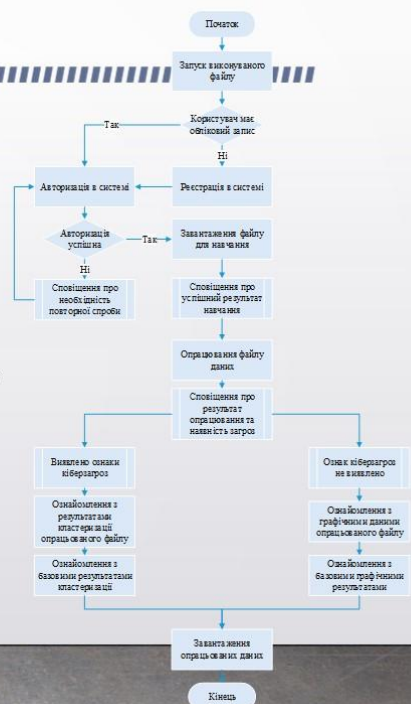 Початок
Запуск виконуваного
файлу
Користувач має
обліковий запис
Так
Ні
Авторизація в системі
Реєстрація в системі
Авторизація
успішна
Так
Завантаження файлу
для навчання
Ні
Сповіщення про
необхідність
повторної спроби
Сповіщення про
успішний результат
навчання
Опрацювання файлу
даних
Сповіщення про
результат
опрацювання та
наявність загроз
Виявлено ознаки
кіберзагроз
Ознак кіберзагроз
не виявлено
Ознайомлення з
результатами
кластеризації
опрацьованого файлу
Ознайомлення з
графічними даними
опрацьованого файлу
Ознайомлення з
базовими результатами
кластеризації
Ознайомлення з
базовими графічними
результатами
Завантаження
опрацьованих даних
Кінець